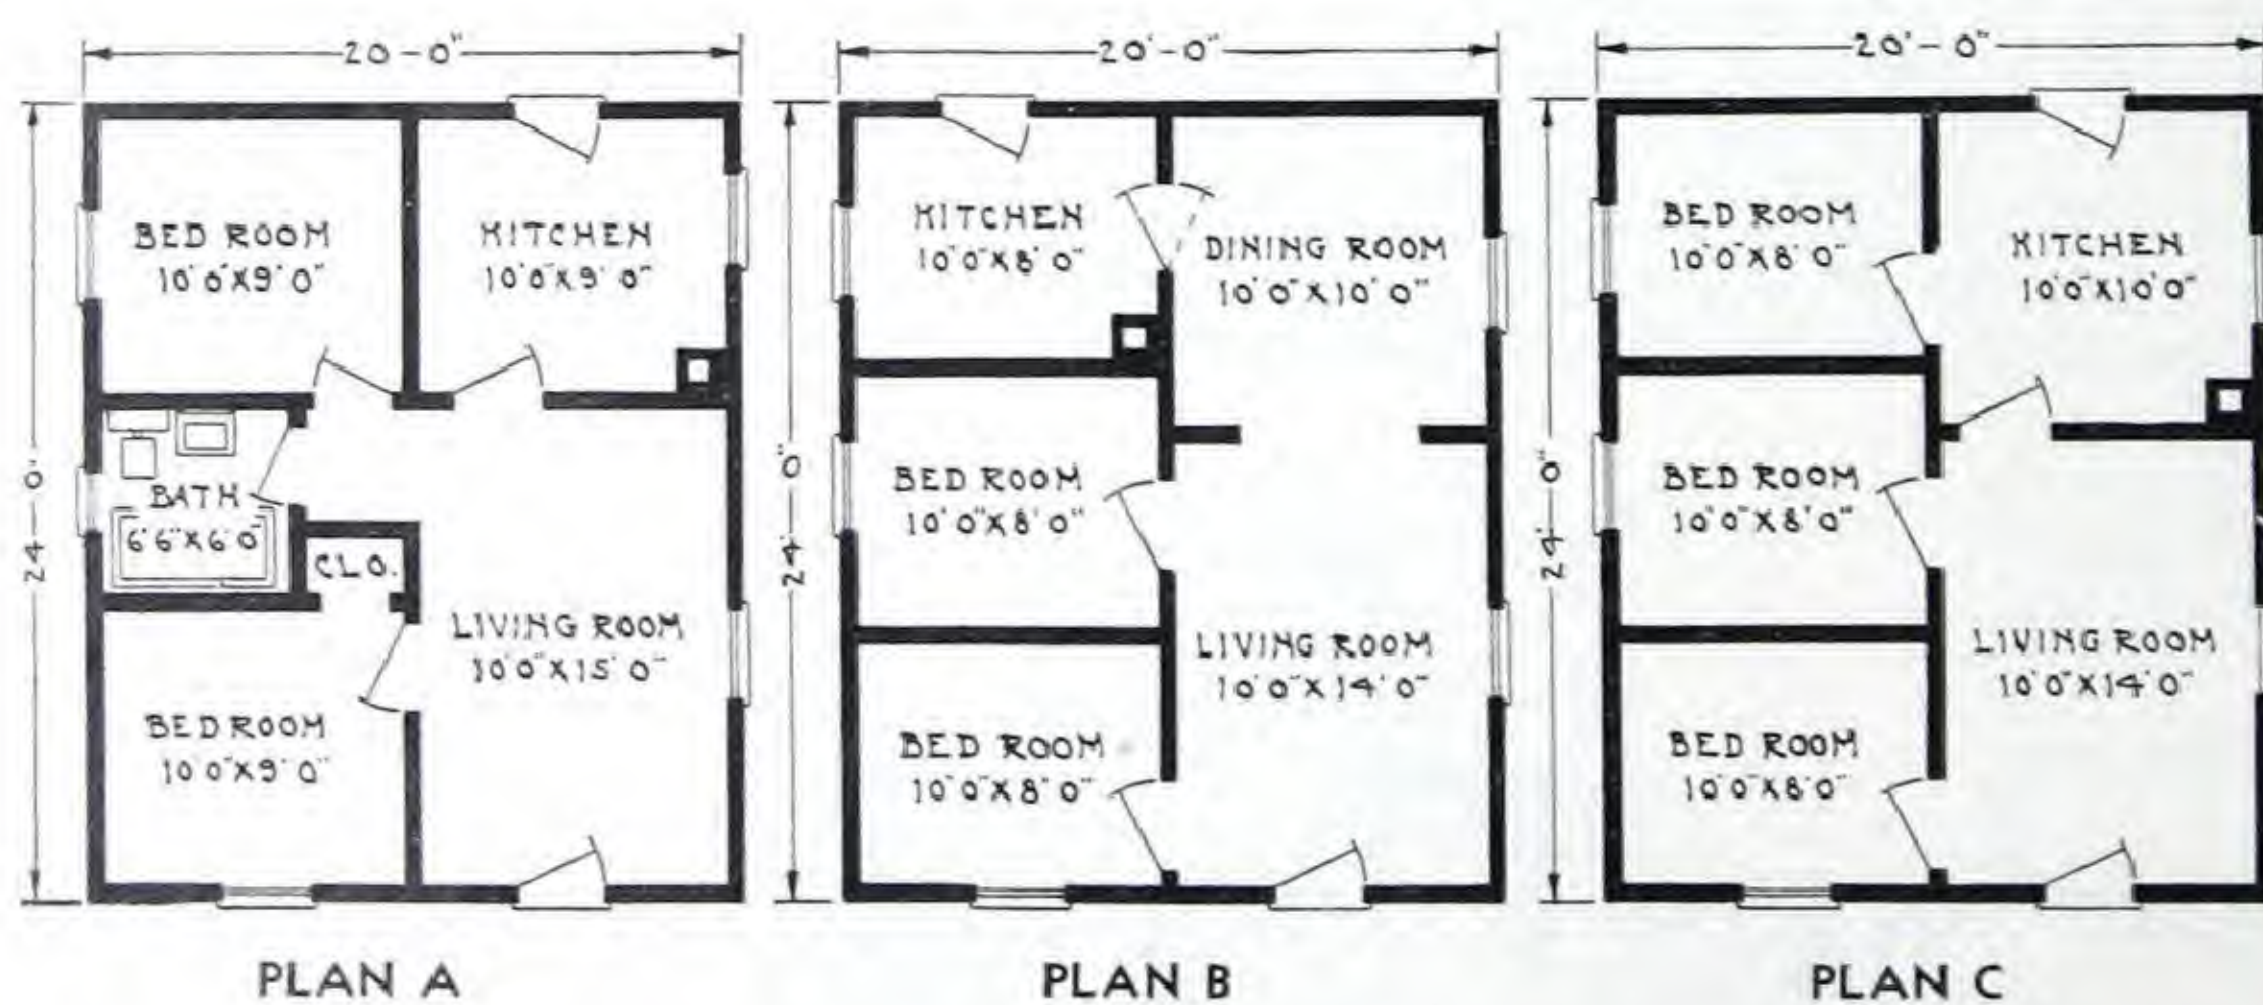 20-0"
24-0"
BED ROOM
10'0"X9'0"
KITCHEN
10'0"X9'0"
BATH
6'6"X6'0"
CLO.
LIVING ROOM
10'0"X15'0"
BED ROOM
10'0"X9'0"
PLAN A
20'-0"
24'-0"
KITCHEN
10'0"X8'0"
DINING ROOM
10'0"X10'0"
BED ROOM
10'0"X8'0"
LIVING ROOM
10'0"X14'0"
BED ROOM
10'0"X8'0"
PLAN B
20'-0"
24'-0"
BED ROOM
10'0"X8'0"
KITCHEN
10'0"X10'0"
BED ROOM
10'0"X8'0"
LIVING ROOM
10'0"X14'0"
BED ROOM
10'0"X8'0"
PLAN C